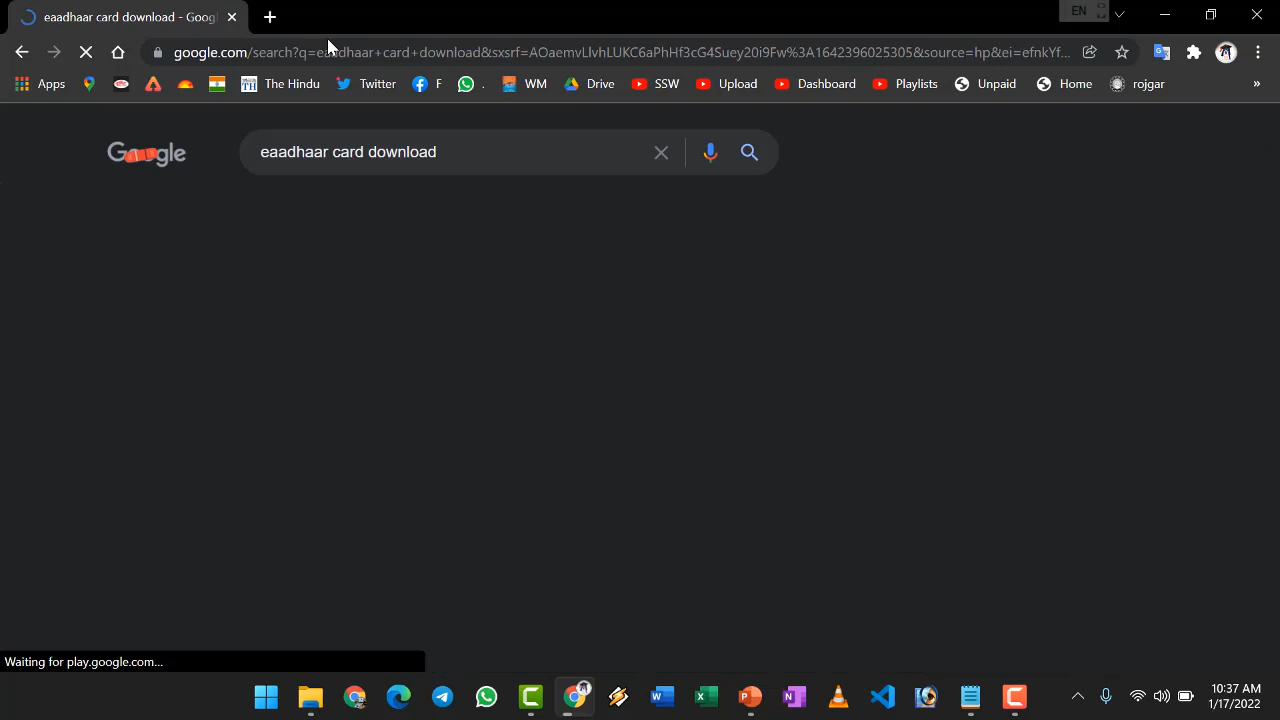 eaadhaar card download - Goog
EN
google.com/search?q=eaadhaar+card+download&sxsrf=AOaemvLlvhLUKC6aPhHf3cG4Suey20i9Fw%3A1642396025305&source=hp&ei=efnkYf...
Apps The Hindu Twitter F . WM Drive SSW Upload Dashboard Playlists Unpaid Home rojgar »
Google eaadhaar card download
Waiting for play.google.com...
10:37 AM
1/17/2022